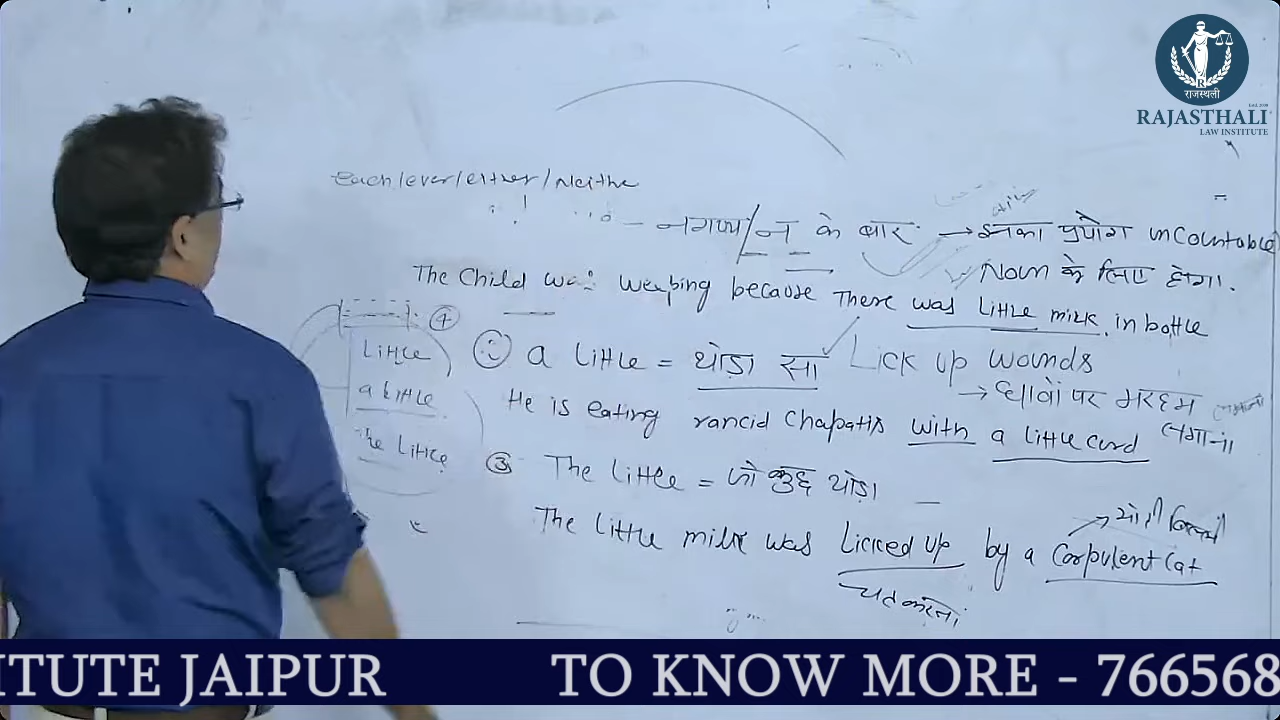 राजस्थली
RAJASTHALI
LAW INSTITUTE
Each/ever/either/Neithe
– नगण्य/न के बार → इनका प्रयोग uncountable
Noun के लिए होगा.
The child was weeping because There was little milk in bottle
④
Little
a little
The Little
a little = थोड़ा सा
Lick up wounds
→ घावों पर मरहम
लगाना
He is eating rancid Chapatis with a little curd
③ The little = जो कुछ थोड़ा
The little milk was Licked up by a Corpulent Cat
चट करना
ITUTE JAIPUR TO KNOW MORE - 766568